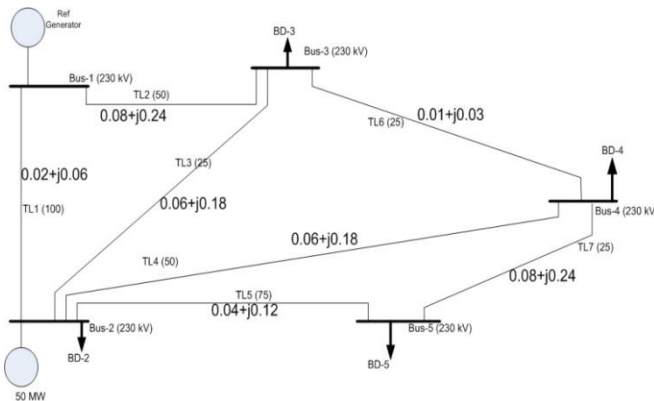 Ref
Generator
BD-3
Bus-3 (230 kV)
Bus-1 (230 kV)
TL2 (50)
0.08+j0.24
0.01+j0.03
TL6 (25)
BD-4
TL3 (25)
0.02+j0.06
0.06+j0.18
TL1 (100)
Bus-4 (230 kV)
0.06+j0.18
TL7 (25)
TL4 (50)
0.08+j0.24
TL5 (75)
0.04+j0.12
Bus-2 (230 kV)
Bus-5 (230 kV)
BD-2
BD-5
50 MW